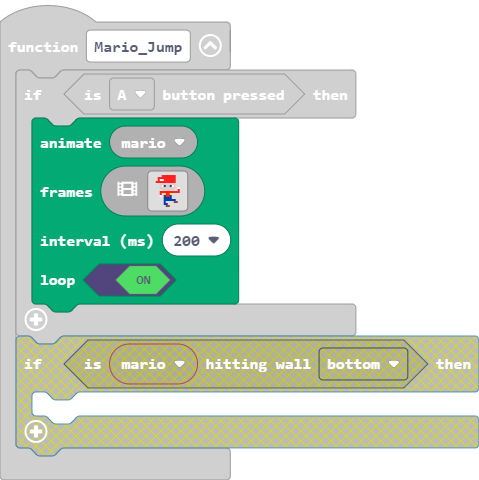 function Mario_Jump
if is A button pressed then
animate mario
frames
interval (ms) 200
loop ON
if is mario hitting wall bottom then